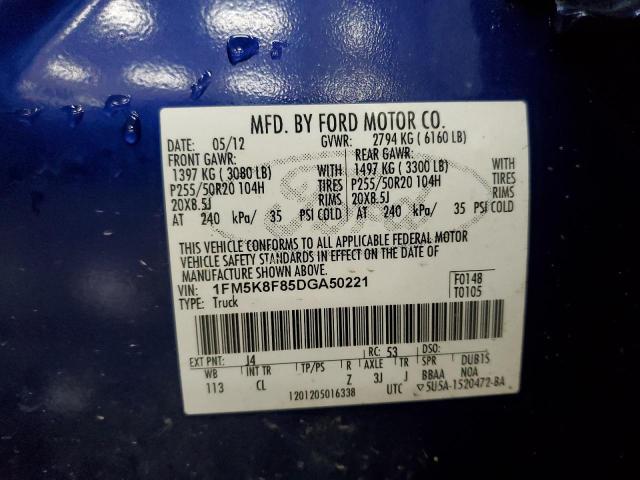 MFD. BY FORD MOTOR CO.
DATE: 05/12 GVWR: 2794 KG ( 6160 LB)
FRONT GAWR: REAR GAWR:
1397 KG ( 3080 LB) WITH 1497 KG ( 3300 LB) WITH
P255/50R20 104H TIRES P255/50R20 104H TIRES
20X8.5J RIMS 20X8.5J RIMS
AT 240 kPa/ 35 PSI COLD AT 240 kPa/ 35 PSI COLD
Ford
THIS VEHICLE CONFORMS TO ALL APPLICABLE FEDERAL MOTOR
VEHICLE SAFETY STANDARDS IN EFFECT ON THE DATE OF
MANUFACTURE SHOWN ABOVE.
VIN: 1FM5K8F85DGA50221 F0148
TYPE: Truck T0105
EXT PNT: J4 RC: 53 DSO:
WB INT TR TP/PS R AXLE TR SPR DUB1S
113 CL Z 3J J BBAA NOA
1201205016338 UTC ▽5U5A-1520472-BA